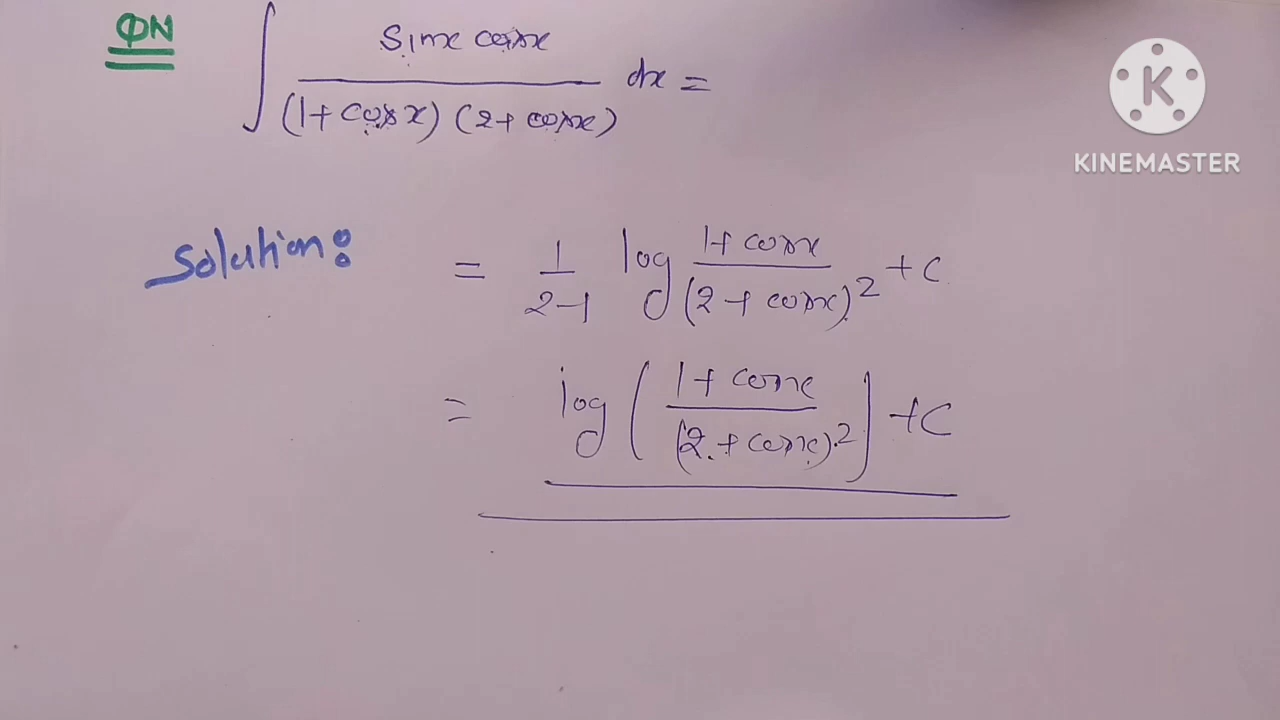 QN
∫ sinx cosx / (1+cosx) (2+cosx) dx =
KINEMASTER
Solution:
= 1/2-1 log 1+cosx / (2+cosx)² +C
= log (1+cosx / (2+cosx)²) +C